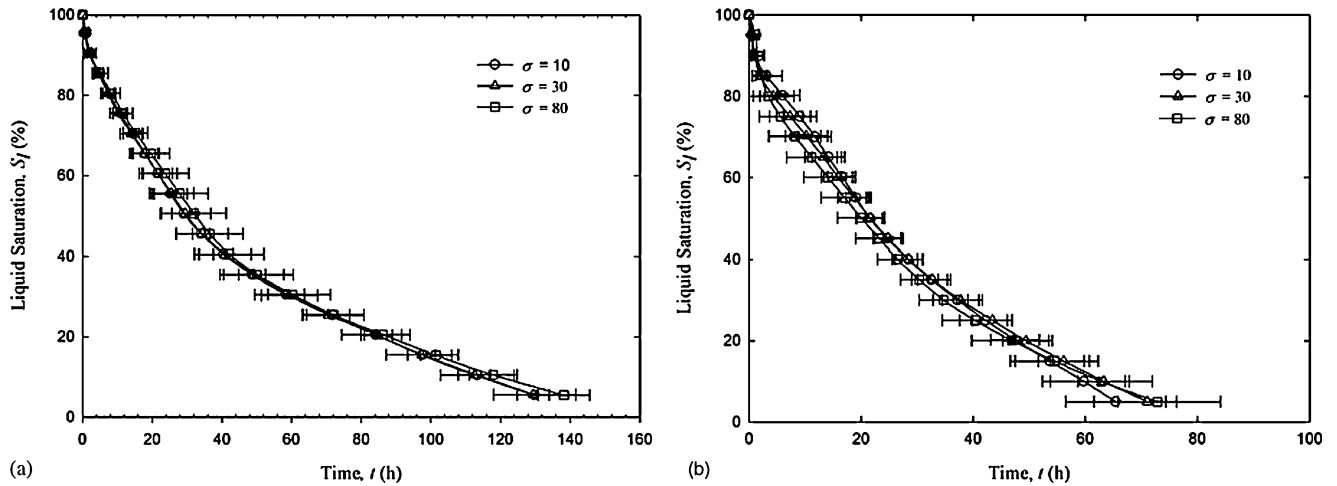 100
80
60
40
20
0
Liquid Saturation, S_l (%)
σ = 10
σ = 30
σ = 80
0 20 40 60 80 100 120 140 160
Time, t (h)
(a)
100
80
60
40
20
0
Liquid Saturation, S_l (%)
σ = 10
σ = 30
σ = 80
0 20 40 60 80 100
Time, t (h)
(b)